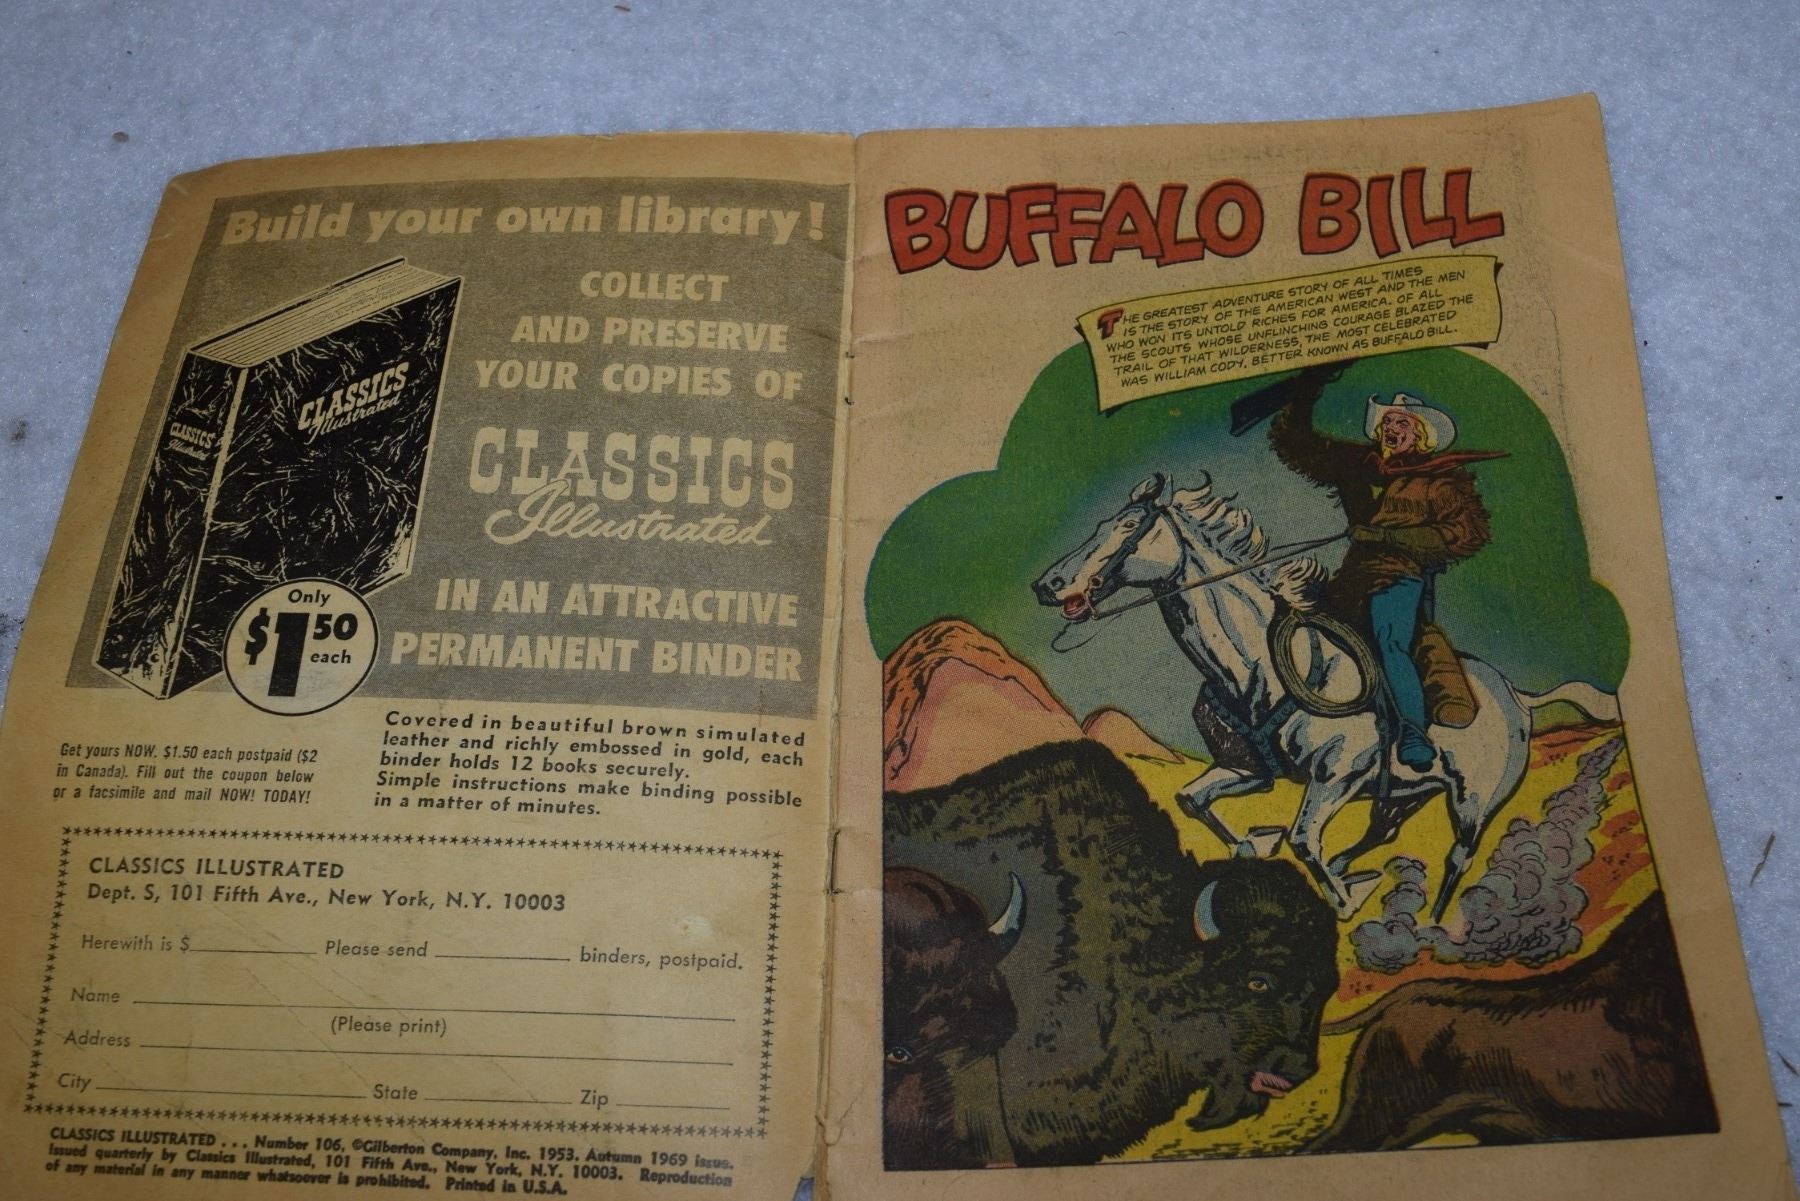 Build your own library!
COLLECT
AND PRESERVE
YOUR COPIES OF
CLASSICS
Illustrated
IN AN ATTRACTIVE
PERMANENT BINDER
CLASSICS
Illustrated
CLASSICS
Illustrated
Only
$1.50
each
Get yours NOW. $1.50 each postpaid ($2
in Canada). Fill out the coupon below
or a facsimile and mail NOW! TODAY!
Covered in beautiful brown simulated
leather and richly embossed in gold, each
binder holds 12 books securely.
Simple instructions make binding possible
in a matter of minutes.
CLASSICS ILLUSTRATED
Dept. S, 101 Fifth Ave., New York, N.Y. 10003
Herewith is $ Please send binders, postpaid.
Name
(Please print)
Address
City State Zip
CLASSICS ILLUSTRATED . . . Number 106, ©Gilberton Company, Inc. 1953. Autumn 1969 issue.
Issued quarterly by Classics Illustrated, 101 Fifth Ave., New York, N.Y. 10003. Reproduction
of any material in any manner whatsoever is prohibited. Printed in U.S.A.
BUFFALO BILL
THE GREATEST ADVENTURE STORY OF ALL TIMES
IS THE STORY OF THE AMERICAN WEST AND THE MEN
WHO WON ITS UNTOLD RICHES FOR AMERICA. OF ALL
THE SCOUTS WHOSE UNFLINCHING COURAGE BLAZED THE
TRAIL OF THAT WILDERNESS, THE MOST CELEBRATED
WAS WILLIAM CODY, BETTER KNOWN AS BUFFALO BILL.